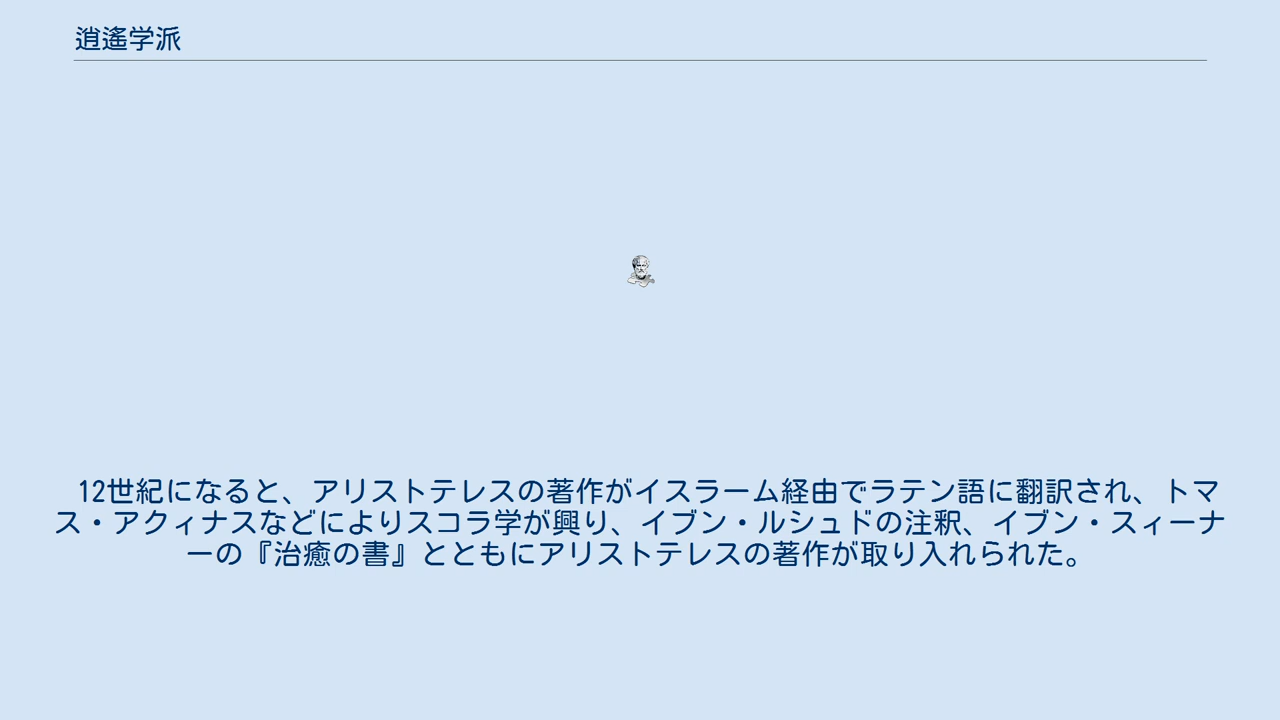 逍遙学派
12世紀になると、アリストテレスの著作がイスラーム経由でラテン語に翻訳され、トマ
ス・アクィナスなどによりスコラ学が興り、イブン・ルシュドの注釈、イブン・スィーナ
ーの『治癒の書』とともにアリストテレスの著作が取り入れられた。